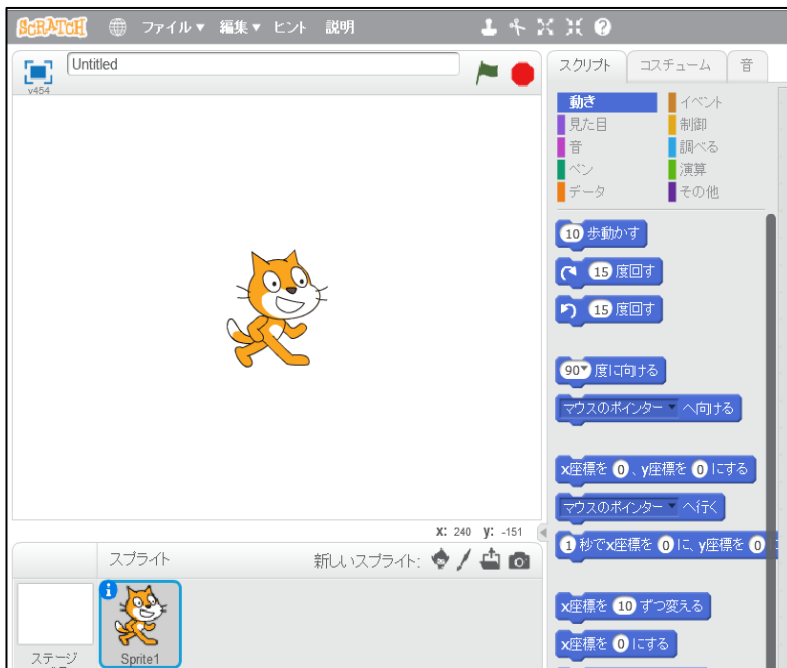 SCRATCH ファイル▼ 編集▼ ヒント 説明
v454
Untitled
スクリプト コスチューム 音
動き イベント
見た目 制御
音 調べる
ペン 演算
データ その他
10 歩動かす
15 度回す
15 度回す
90▼ 度に向ける
マウスのポインター へ向ける
x座標を 0 、y座標を 0 にする
マウスのポインター へ行く
1 秒でx座標を 0 に、y座標を 0
x座標を 10 ずつ変える
x座標を 0 にする
x: 240 y: -151
スプライト 新しいスプライト:
ステージ
Sprite1